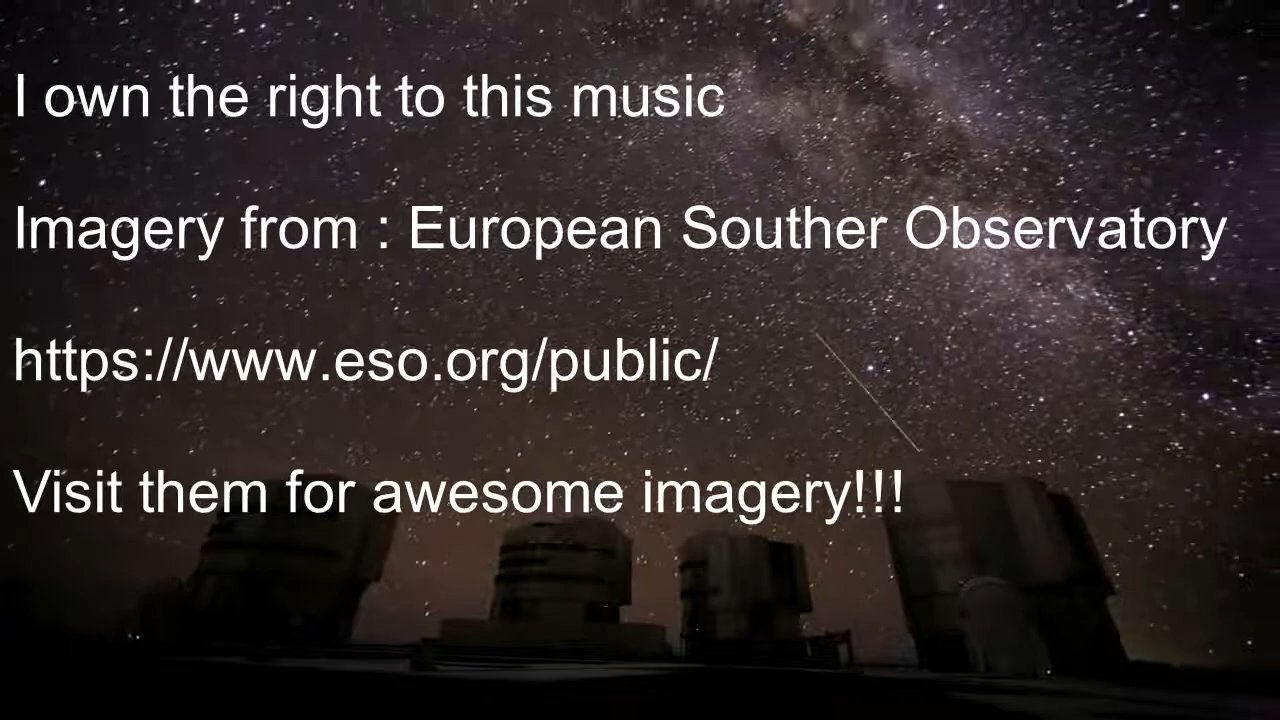 I own the right to this music
Imagery from : European Souther Observatory
https://www.eso.org/public/
Visit them for awesome imagery!!!